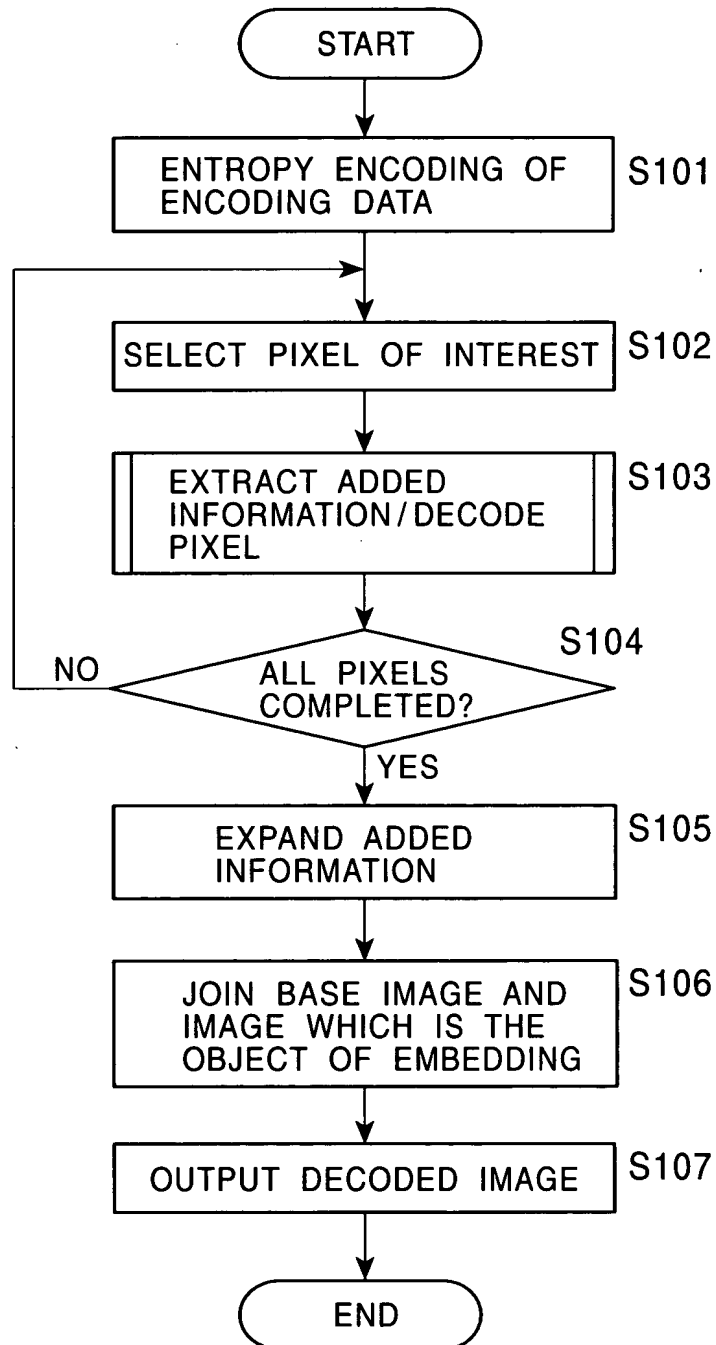 START
ENTROPY ENCODING OF
ENCODING DATA
S101
SELECT PIXEL OF INTEREST
S102
EXTRACT ADDED
INFORMATION/DECODE
PIXEL
S103
S104
NO
ALL PIXELS
COMPLETED?
YES
EXPAND ADDED
INFORMATION
S105
JOIN BASE IMAGE AND
IMAGE WHICH IS THE
OBJECT OF EMBEDDING
S106
OUTPUT DECODED IMAGE
S107
END